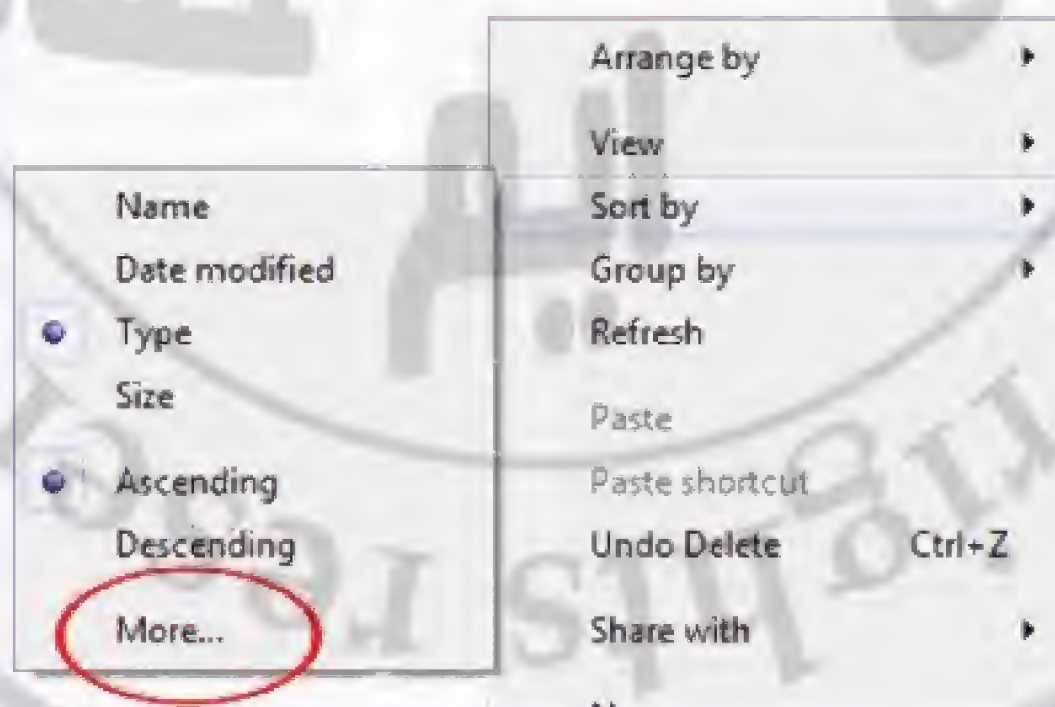 Arrange by
View
Sort by
Group by
Refresh
Paste
Paste shortcut
Undo Delete Ctrl+Z
Share with
Name
Date modified
Type
Size
Ascending
Descending
More...